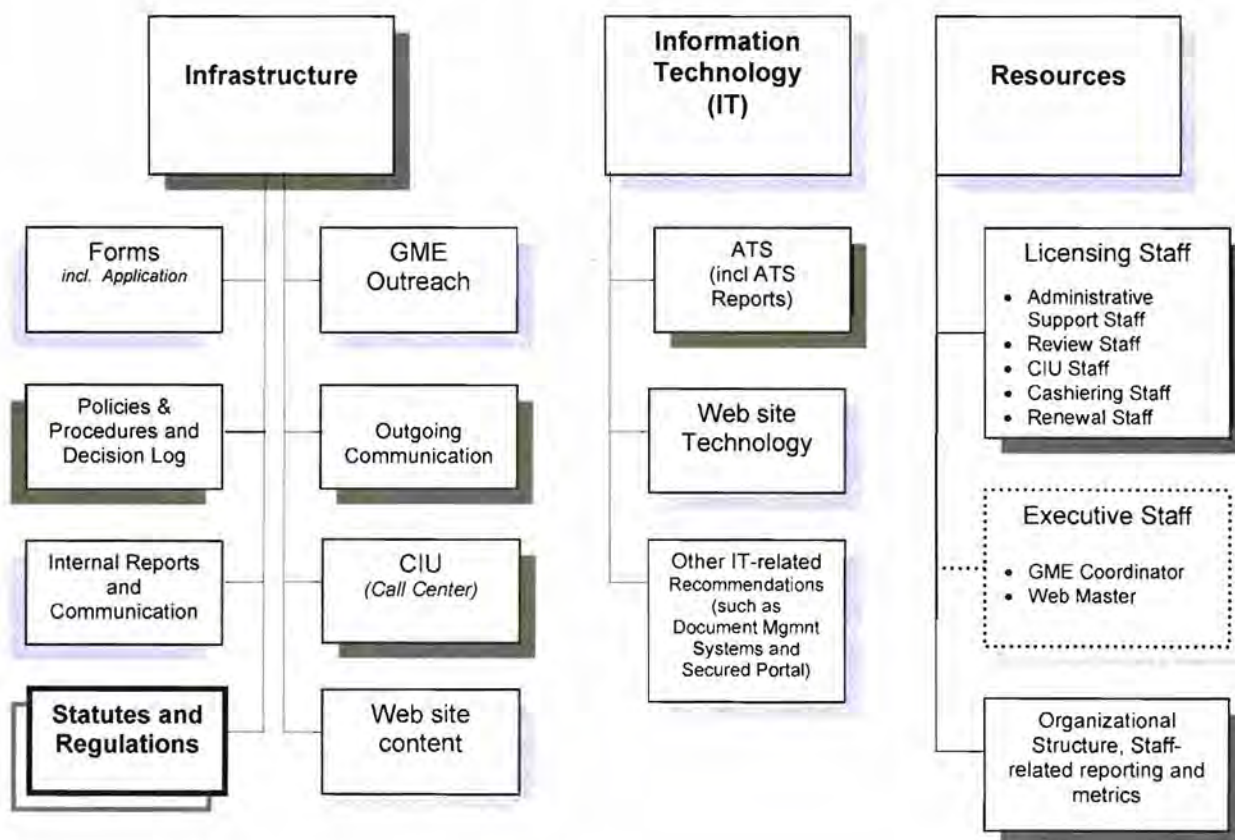 Infrastructure
Forms
incl. Application
GME
Outreach
Policies &
Procedures and
Decision Log
Outgoing
Communication
Internal Reports
and
Communication
CIU
(Call Center)
Statutes and
Regulations
Web site
content
Information
Technology
(IT)
ATS
(incl ATS
Reports)
Web site
Technology
Other IT-related
Recommendations
(such as
Document Mgmnt
Systems and
Secured Portal)
Resources
Licensing Staff
• Administrative
Support Staff
• Review Staff
• CIU Staff
• Cashiering Staff
• Renewal Staff
Executive Staff
• GME Coordinator
• Web Master
Organizational
Structure, Staff-
related reporting and
metrics